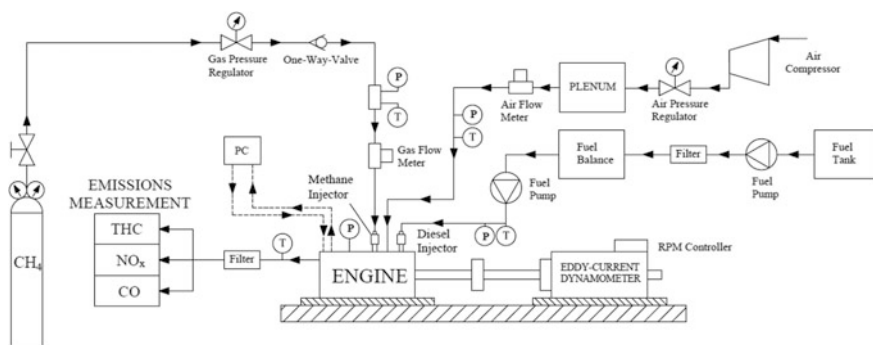 Gas Pressure
Regulator
One-Way-Valve
P
T
Gas Flow
Meter
Air Flow
Meter
PLENUM
Air Pressure
Regulator
Air
Compressor
P
T
Fuel
Balance
Filter
Fuel
Pump
Fuel
Tank
Fuel
Pump
PC
Methane
Injector
EMISSIONS
MEASUREMENT
THC
NOx
CO
CH4
Filter
T
P
Diesel
Injector
P
T
ENGINE
EDDY-CURRENT
DYNAMOMETER
RPM Controller